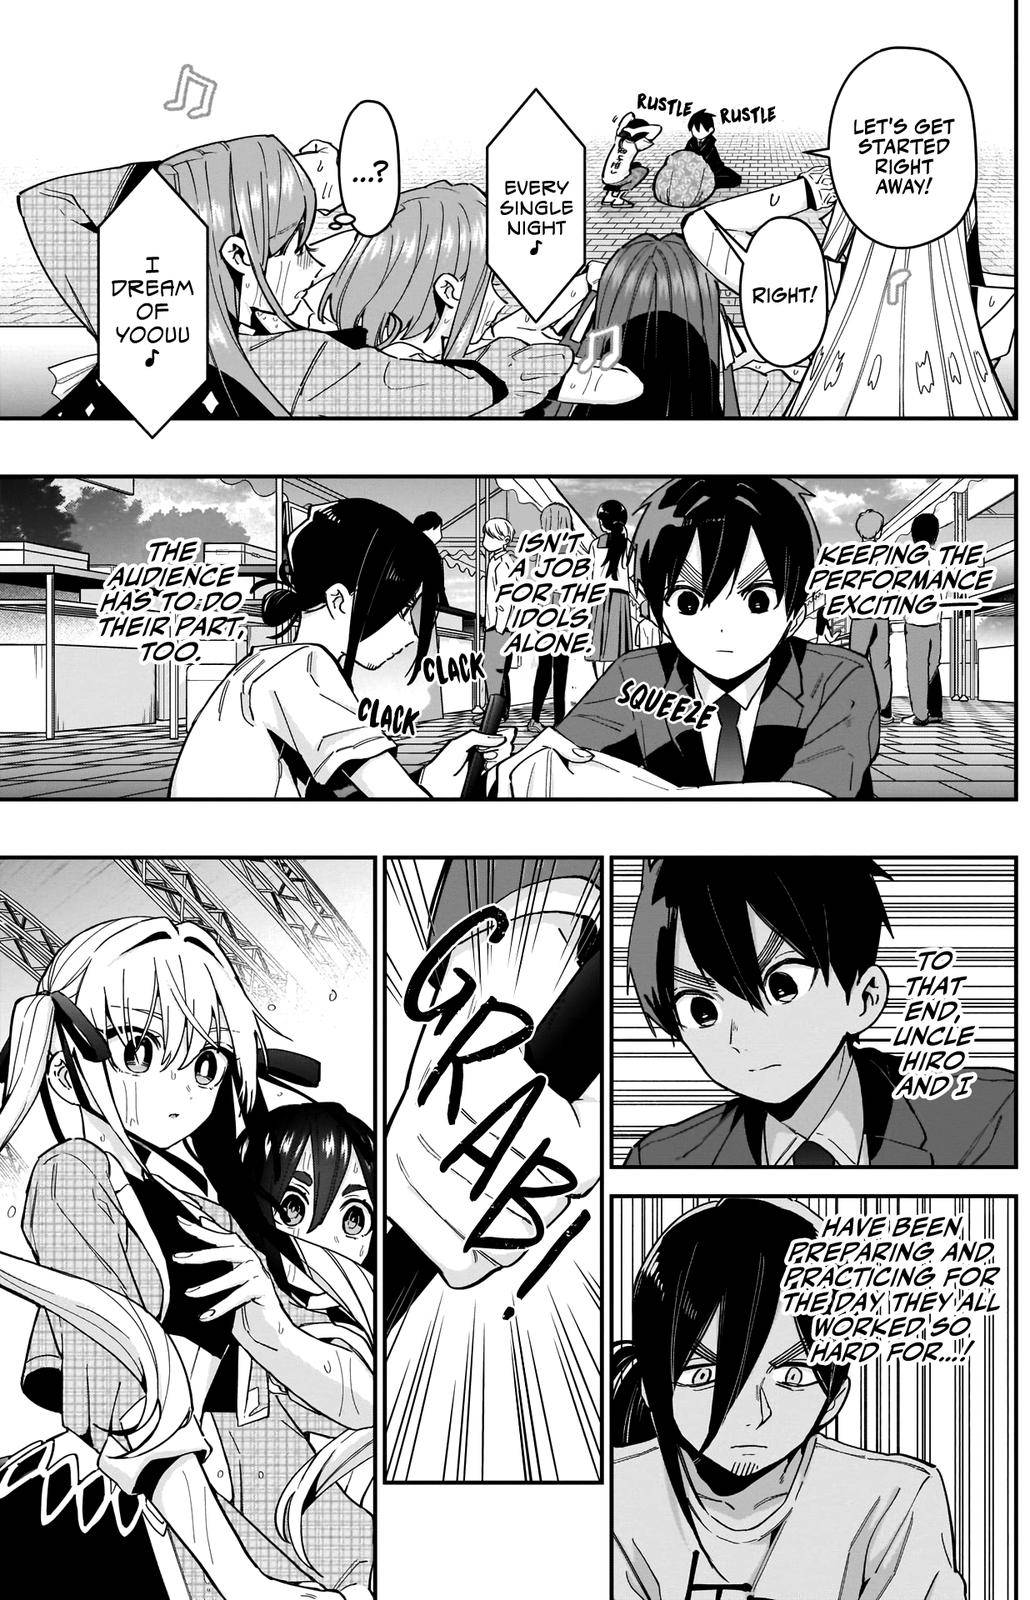 LET'S GET
STARTED
RIGHT
AWAY!
RIGHT!
RUSTLE
RUSTLE
EVERY
SINGLE
NIGHT
♪
...?
I
DREAM
OF
YOOUU
♪
KEEPING THE
PERFORMANCE
EXCITING—
ISN'T
A JOB
FOR THE
IDOLS
ALONE.
SQUEEZE
THE
AUDIENCE
HAS TO DO
THEIR PART,
TOO.
CLACK
CLACK
TO
THAT
END,
UNCLE
HIRO
AND I
HAVE BEEN
PREPARING AND
PRACTICING FOR
THE DAY THEY ALL
WORKED SO
HARD FOR...!
GRAB!